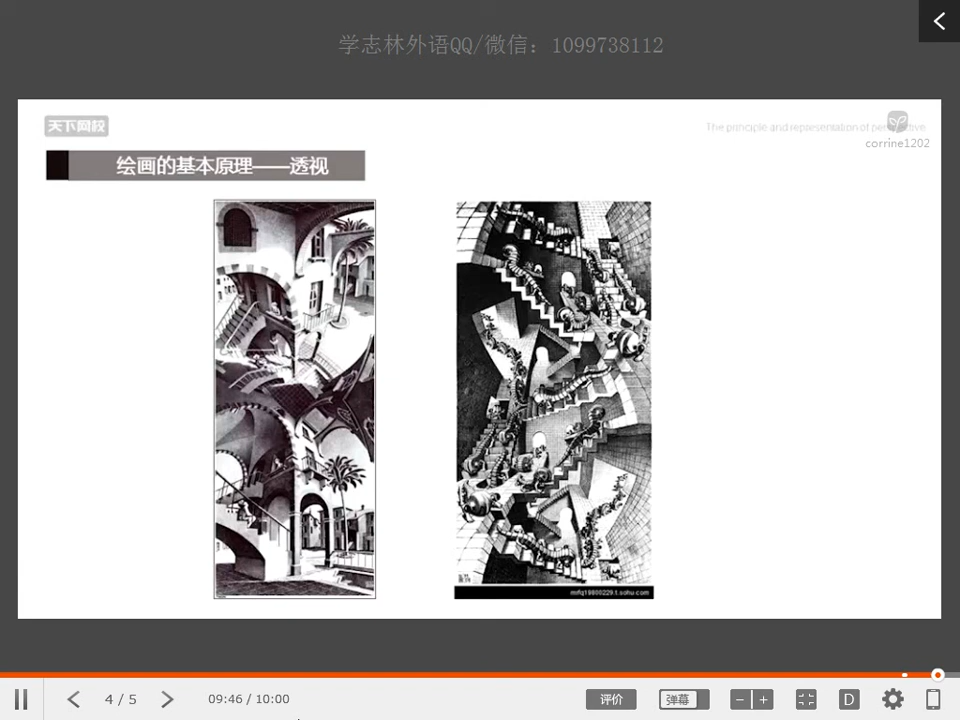 学志林外语QQ/微信：1099738112
天下网校
The principle and representation of perspective
corrine1202
绘画的基本原理——透视
mfq19800229.t.sohu.com
4 / 5
09:46 / 10:00
评价
弹幕
D